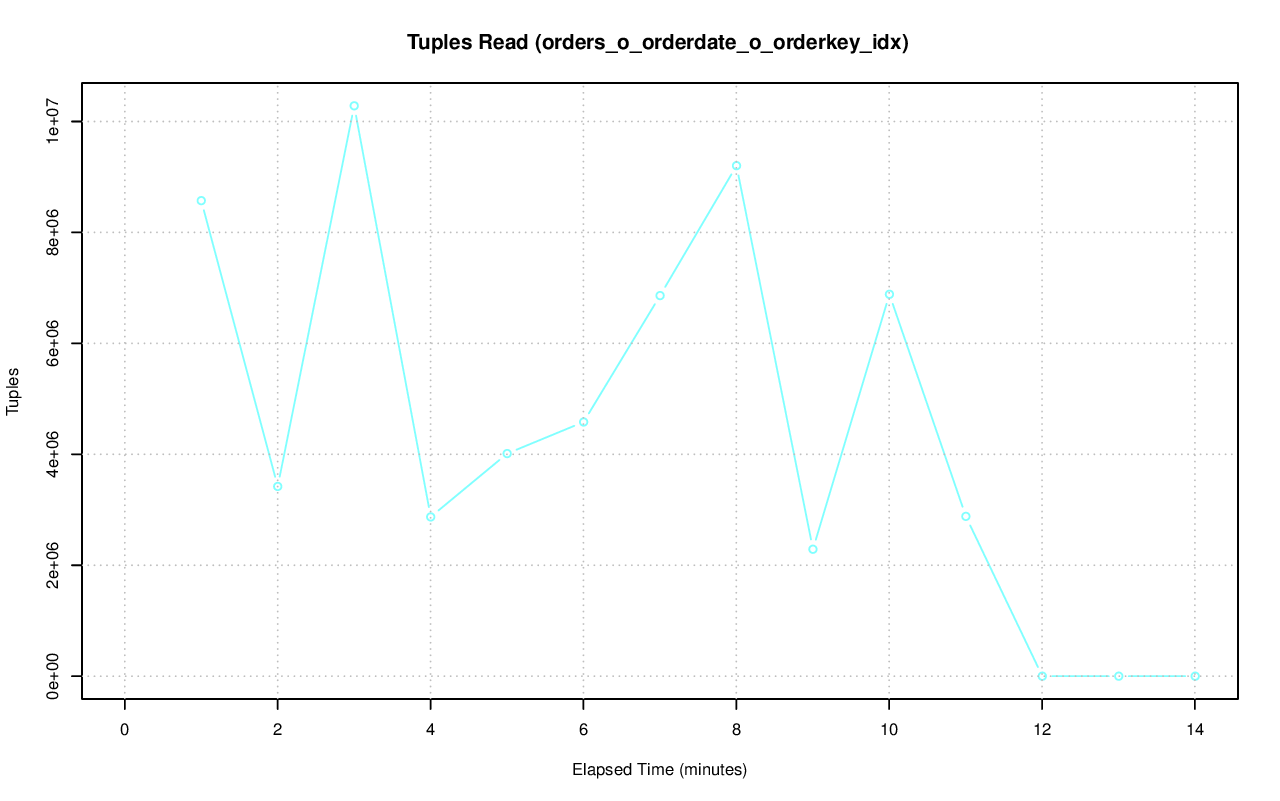 Tuples Read (orders_o_orderdate_o_orderkey_idx)
1e+07
8e+06
6e+06
4e+06
2e+06
0e+00
Tuples
0 2 4 6 8 10 12 14
Elapsed Time (minutes)